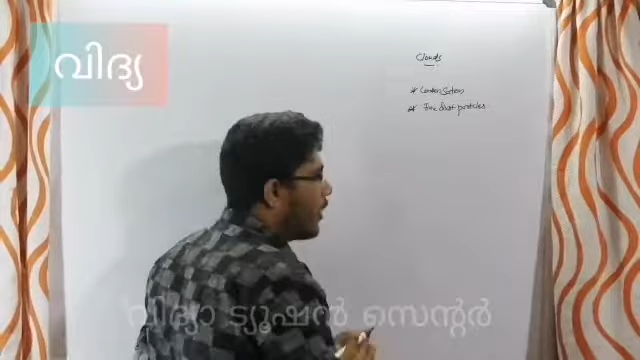 വിദ്യ
Clouds
* Condensation
* Fine dust particles.
വിദ്യാ ട്യൂഷൻ സെന്റർ